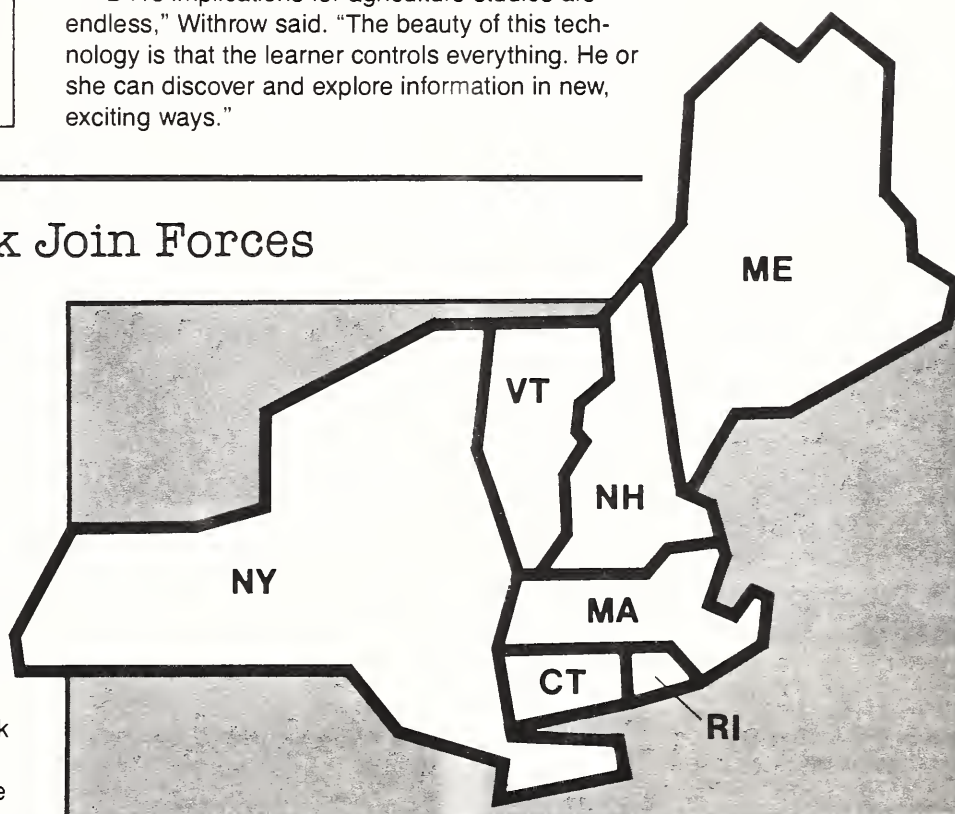 endless,” Withrow said. “The beauty of this tech-
nology is that the learner controls everything. He or
she can discover and explore information in new,
exciting ways.”
Join Forces
ME
VT
NH
NY
MA
CT
RI